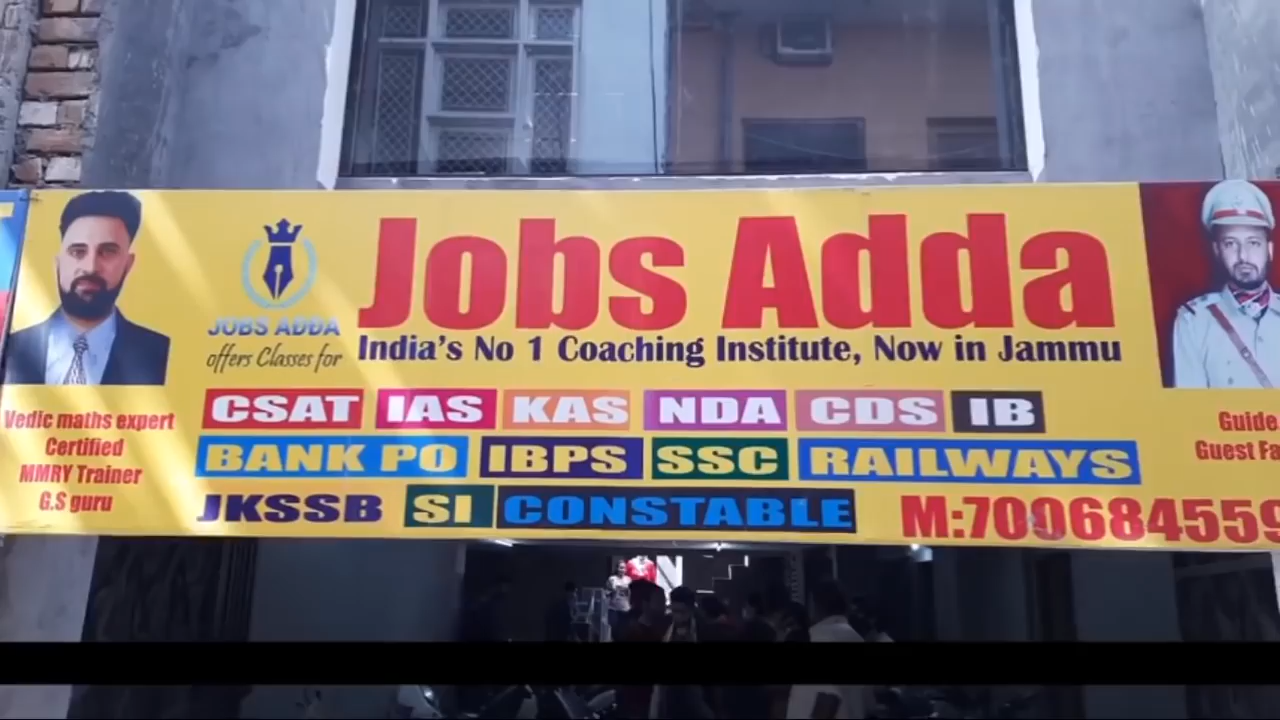 Jobs Adda
JOBS ADDA
offers Classes for
India's No 1 Coaching Institute, Now in Jammu
CSAT IAS KAS NDA CDS IB
BANK PO IBPS SSC RAILWAYS
JKSSB SI CONSTABLE M:700684559
Vedic maths expert
Certified
MMRY Trainer
G.S guru
Guide
Guest Fa